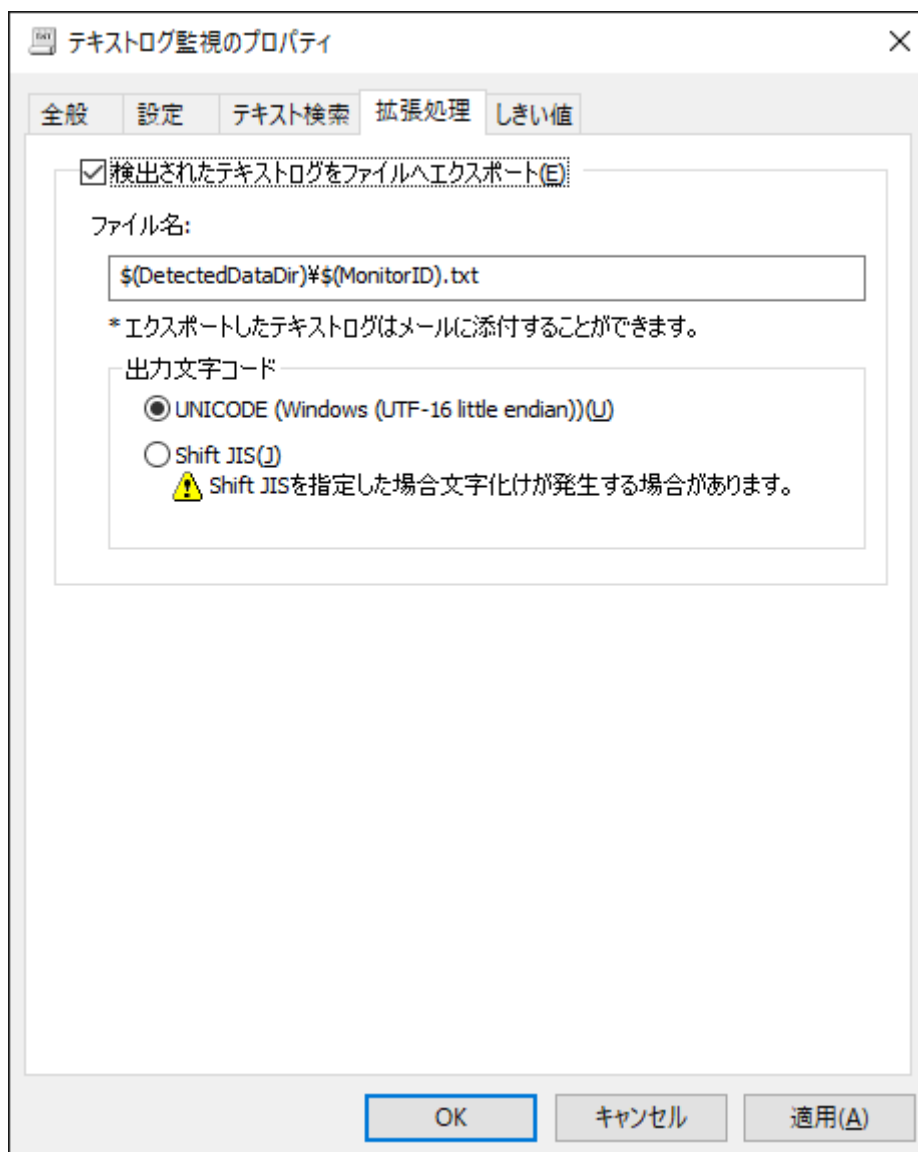 テキストログ監視のプロパティ
全般 設定 テキスト検索 拡張処理 しきい値
検出されたテキストログをファイルへエクスポート(E)
ファイル名:
$(DetectedDataDir)¥$(MonitorID).txt
*エクスポートしたテキストログはメールに添付することができます。
出力文字コード
UNICODE (Windows (UTF-16 little endian))(U)
Shift JIS(J)
Shift JISを指定した場合文字化けが発生する場合があります。
OK キャンセル 適用(A)